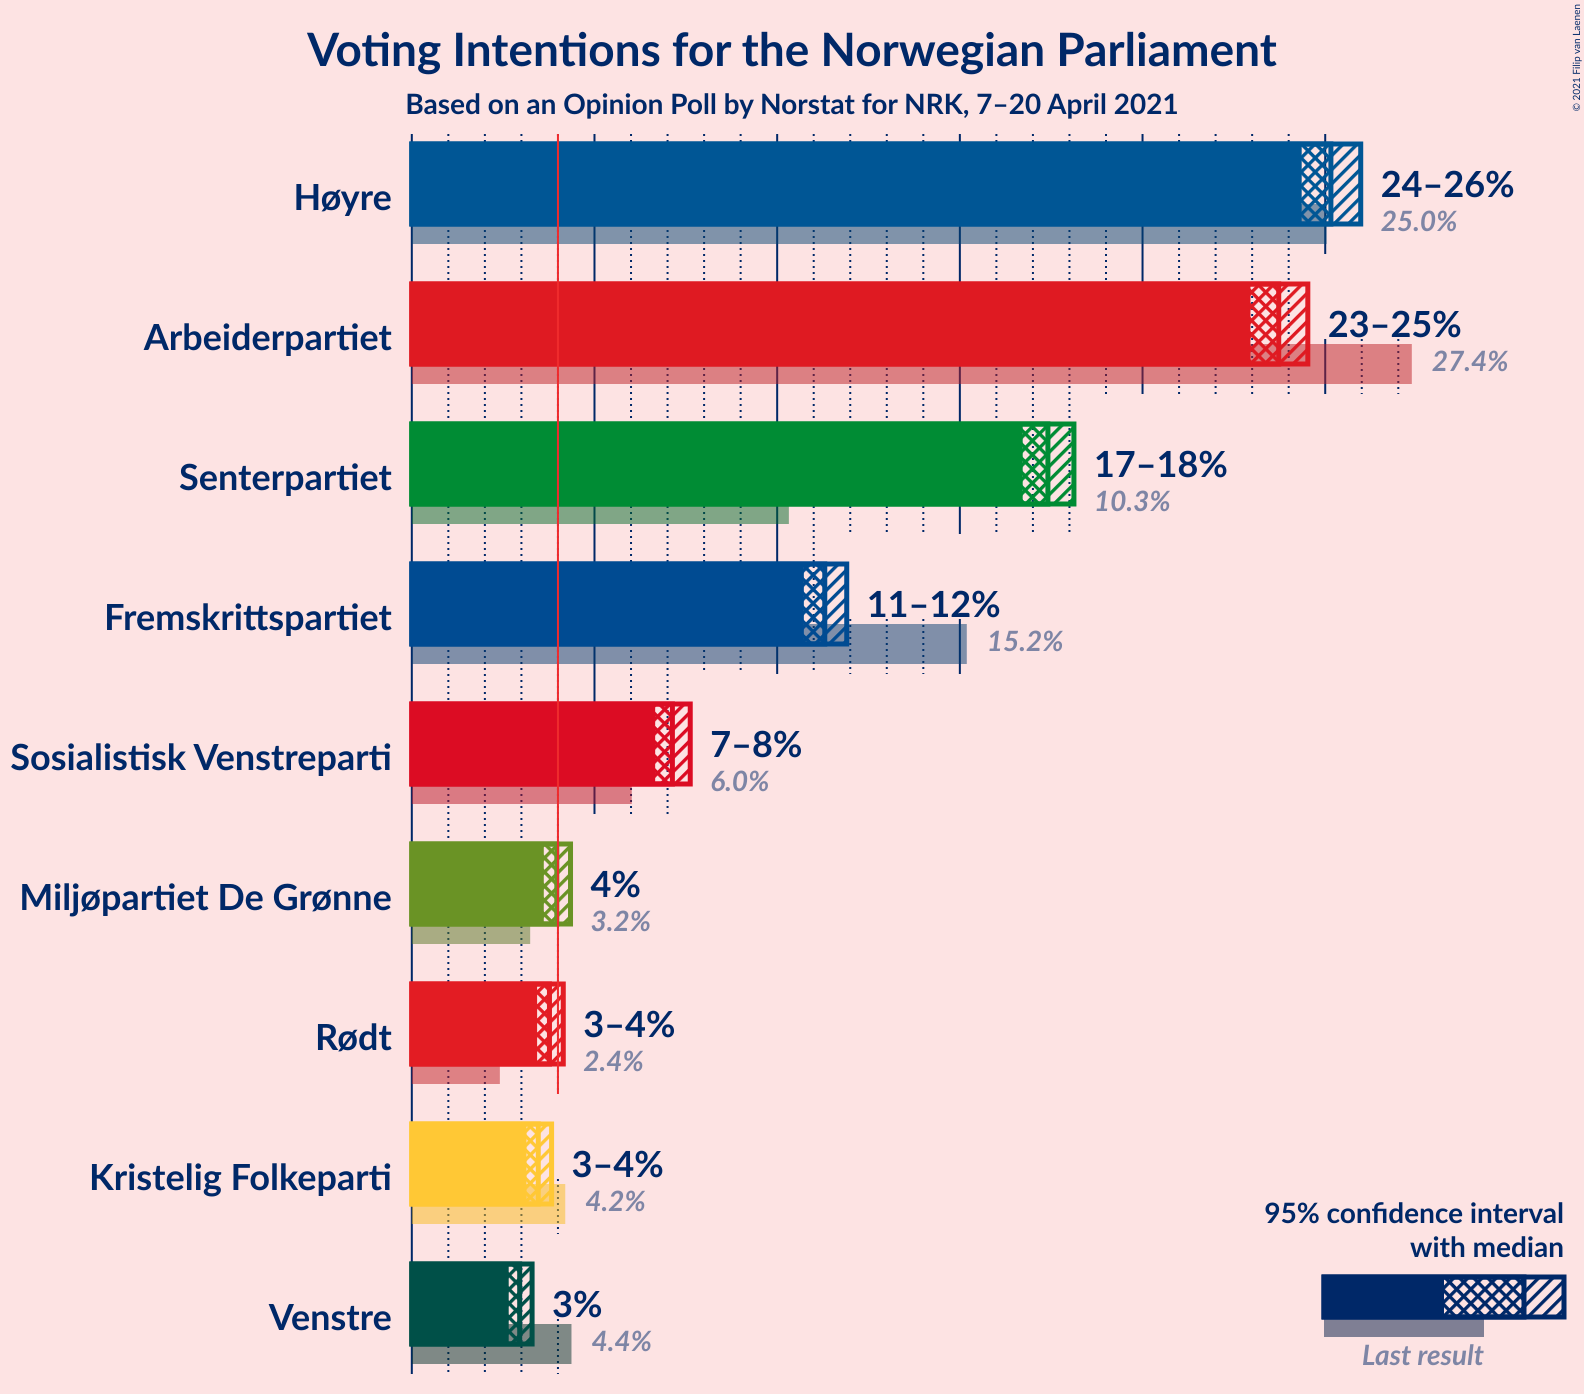 Voting Intentions for the Norwegian Parliament
Based on an Opinion Poll by Norstat for NRK, 7–20 April 2021
© 2021 Filip van Laenen
Høyre
24–26%
25.0%
Arbeiderpartiet
23–25%
27.4%
Senterpartiet
17–18%
10.3%
Fremskrittspartiet
11–12%
15.2%
Sosialistisk Venstreparti
7–8%
6.0%
Miljøpartiet De Grønne
4%
3.2%
Rødt
3–4%
2.4%
Kristelig Folkeparti
3–4%
4.2%
Venstre
3%
4.4%
95% confidence interval
with median
Last result